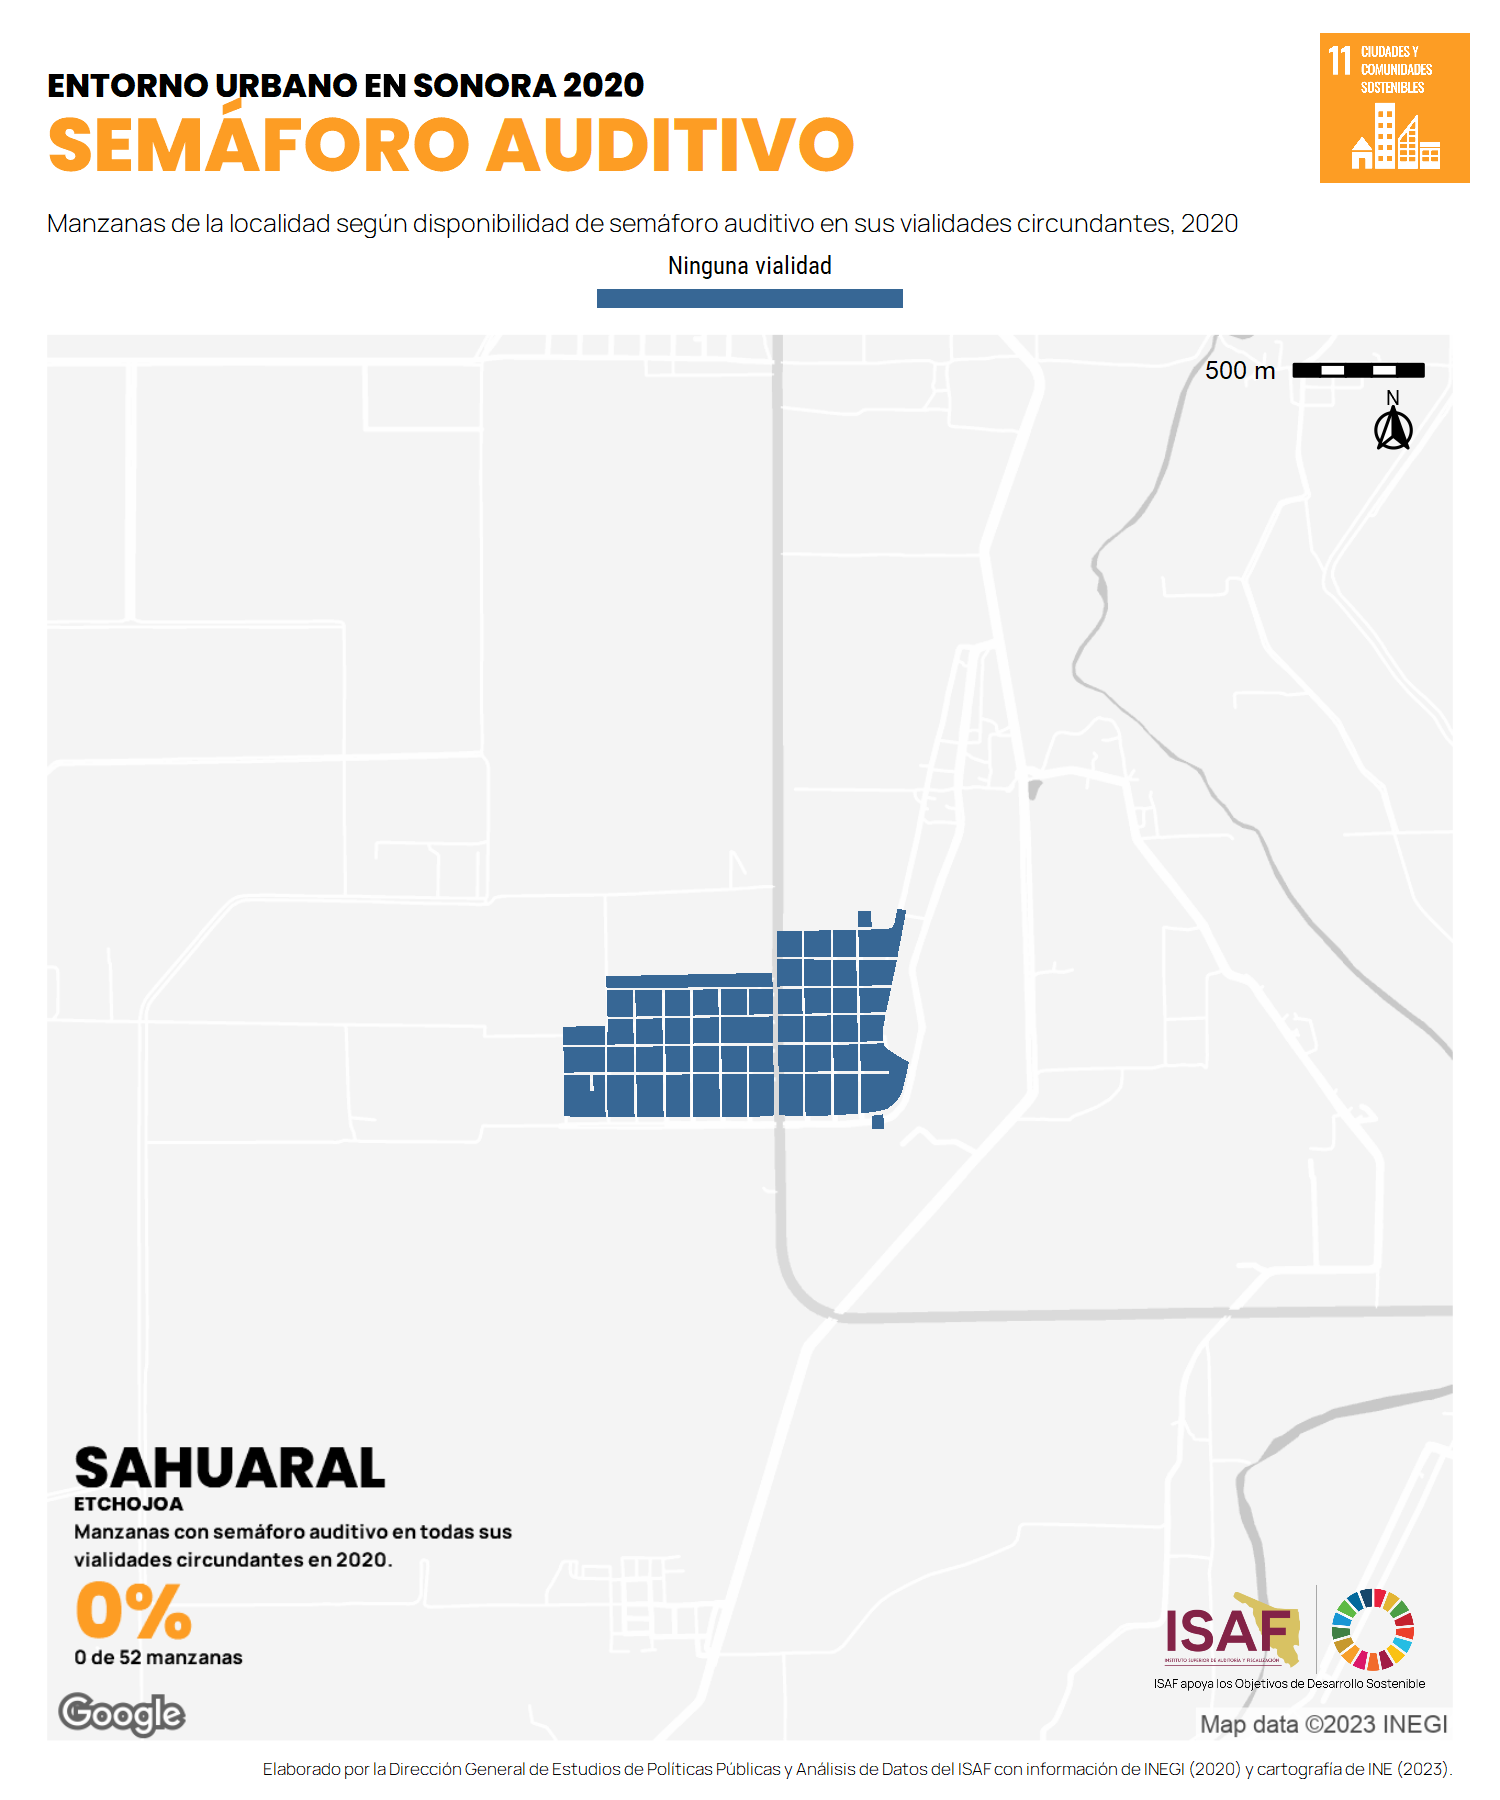 ENTORNO URBANO EN SONORA 2020
SEMÁFORO AUDITIVO
11 CIUDADES Y
COMUNIDADES
SOSTENIBLES
Manzanas de la localidad según disponibilidad de semáforo auditivo en sus vialidades circundantes, 2020
Ninguna vialidad
500 m
N
SAHUARAL
ETCHOJOA
Manzanas con semáforo auditivo en todas sus
vialidades circundantes en 2020.
0%
0 de 52 manzanas
ISAF
INSTITUTO SUPERIOR DE AUDITORÍA Y FISCALIZACIÓN
ISAF apoya los Objetivos de Desarrollo Sostenible
Google
Map data ©2023 INEGI
Elaborado por la Dirección General de Estudios de Políticas Públicas y Análisis de Datos del ISAF con información de INEGI (2020) y cartografía de INE (2023).